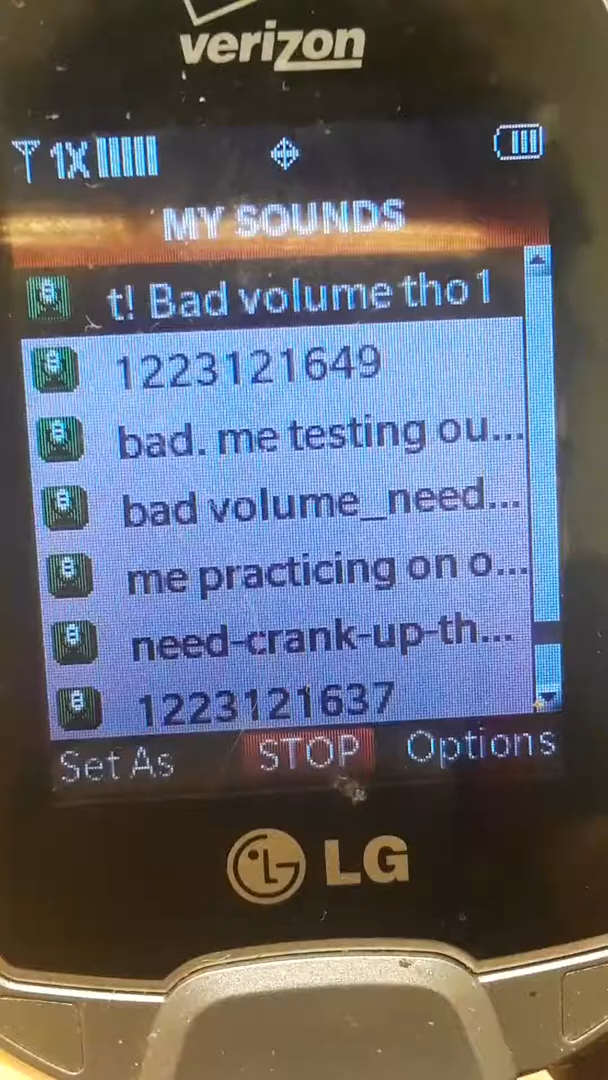 verizon
1X
MY SOUNDS
t! Bad volume tho1
1223121649
bad. me testing ou...
bad volume_need...
me practicing on o...
need-crank-up-th...
1223121637
Set As STOP Options
LG LG